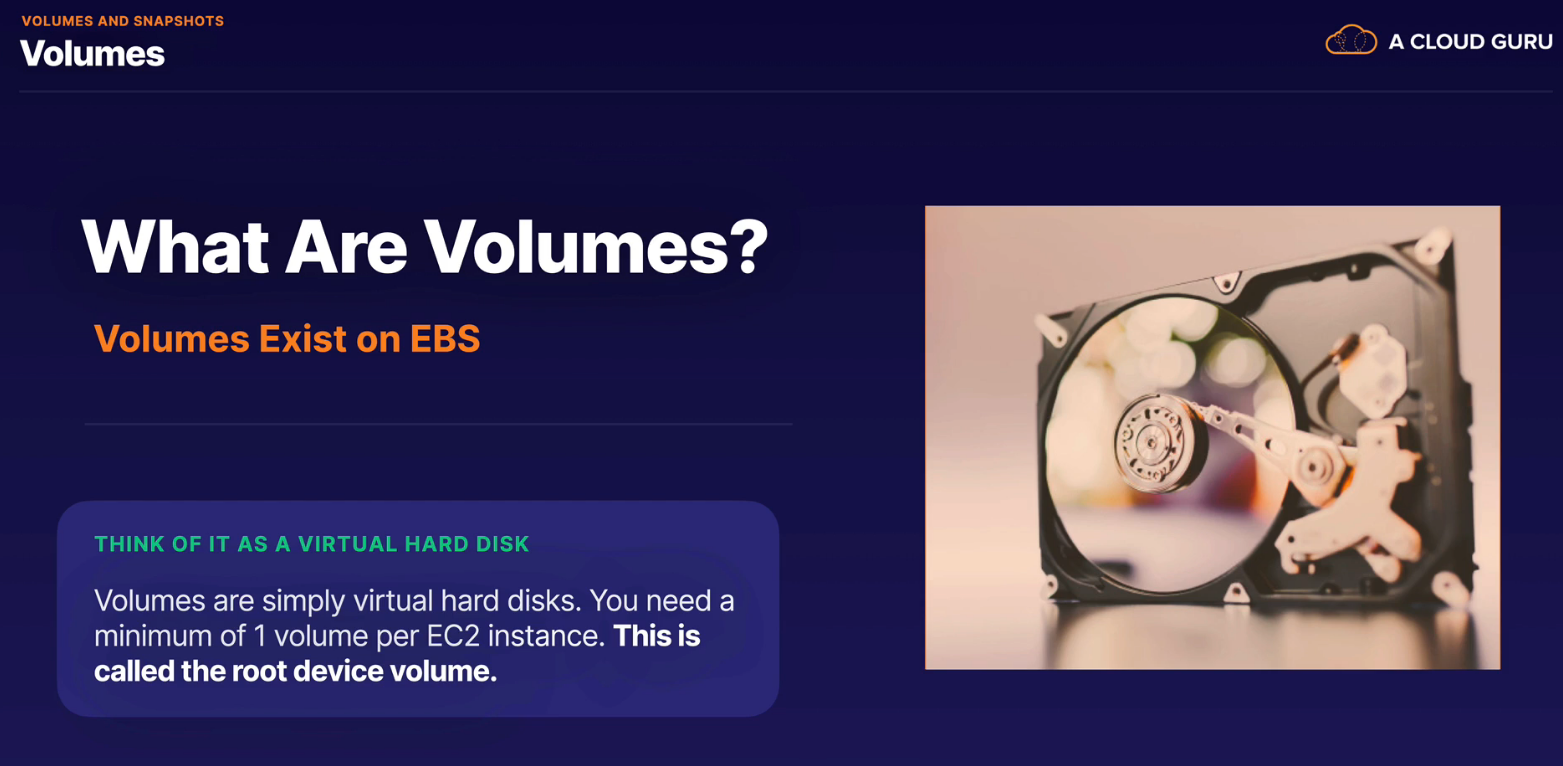 VOLUMES AND SNAPSHOTS
Volumes
A CLOUD GURU
What Are Volumes?
Volumes Exist on EBS
THINK OF IT AS A VIRTUAL HARD DISK
Volumes are simply virtual hard disks. You need a
minimum of 1 volume per EC2 instance. This is
called the root device volume.